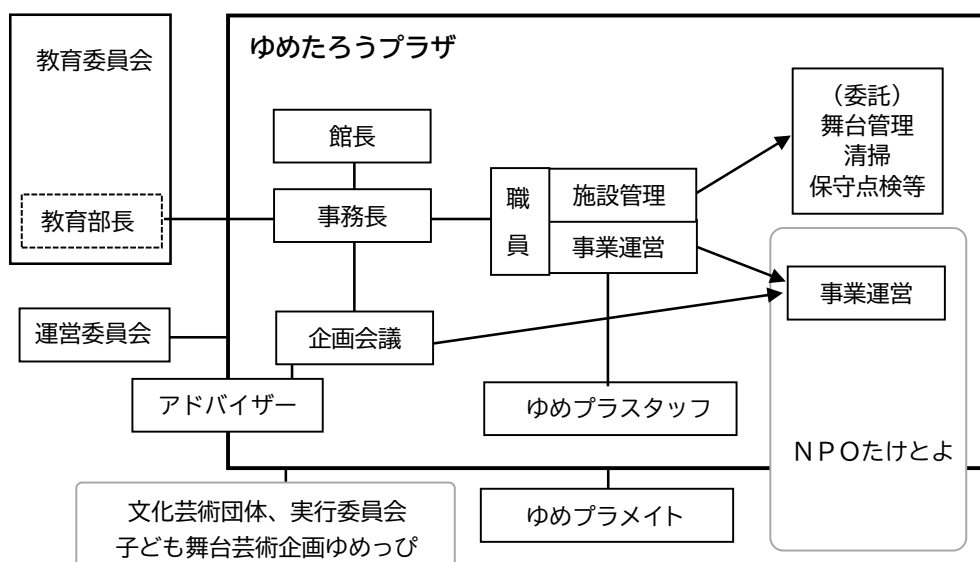 教育委員会
教育部長
運営委員会
ゆめたろうプラザ
館長
事務長
企画会議
アドバイザー
職員
施設管理
事業運営
ゆめプラスタッフ
（委託）
舞台管理
清掃
保守点検等
事業運営
ＮＰＯたけとよ
文化芸術団体、実行委員会
子ども舞台芸術企画ゆめっぴ
ゆめプラメイト